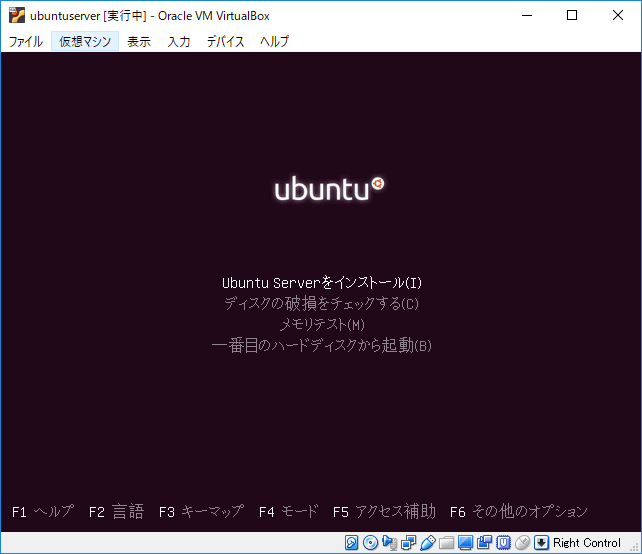 ubuntuserver [実行中] - Oracle VM VirtualBox
ファイル 仮想マシン 表示 入力 デバイス ヘルプ
ubuntu
Ubuntu Serverをインストール(I)
ディスクの破損をチェックする(C)
メモリテスト(M)
一番目のハードディスクから起動(B)
F1 ヘルプ F2 言語 F3 キーマップ F4 モード F5 アクセス補助 F6 その他のオプション
Right Control